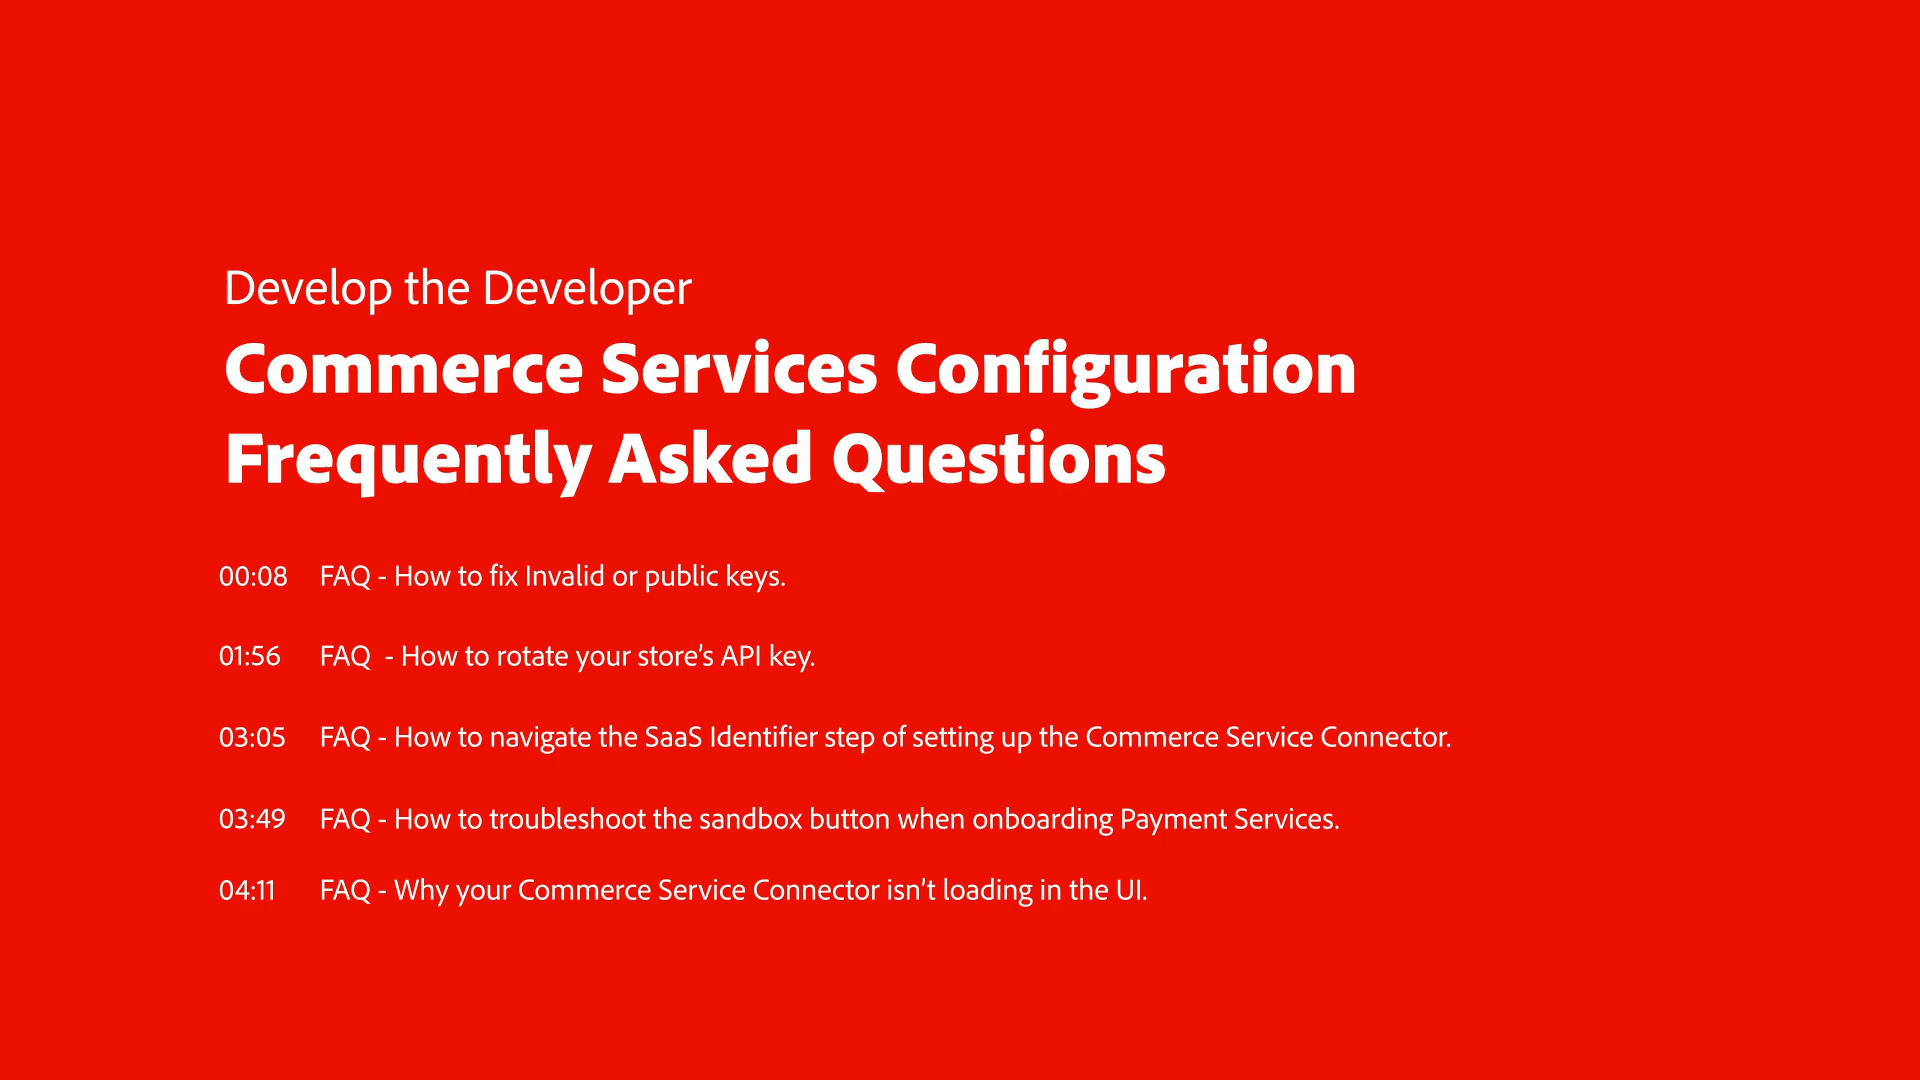 Develop the Developer
Commerce Services Configuration
Frequently Asked Questions
00:08 FAQ - How to fix Invalid or public keys.
01:56 FAQ - How to rotate your store’s API key.
03:05 FAQ - How to navigate the SaaS Identifier step of setting up the Commerce Service Connector.
03:49 FAQ - How to troubleshoot the sandbox button when onboarding Payment Services.
04:11 FAQ - Why your Commerce Service Connector isn’t loading in the UI.